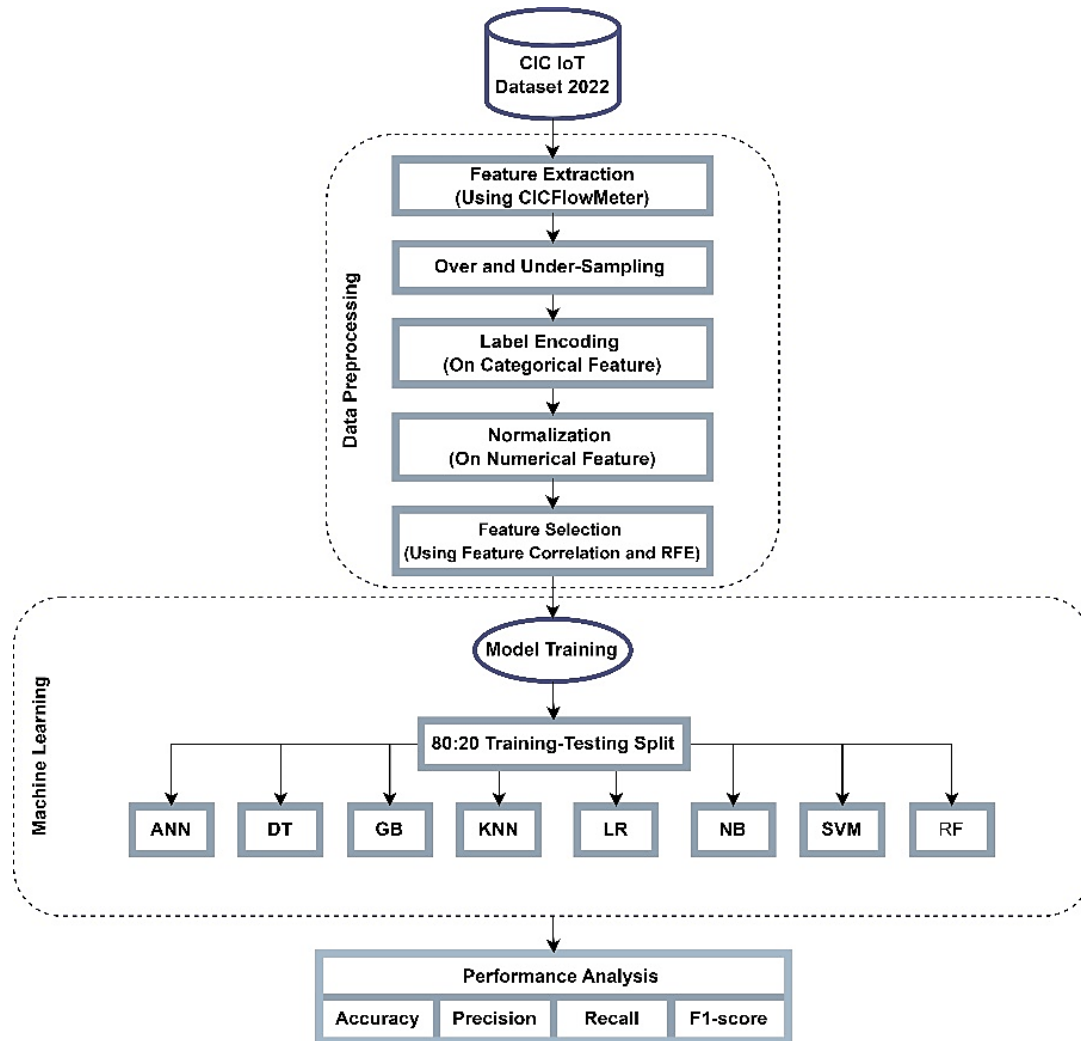 CIC IoT
Dataset 2022
Data Preprocessing
Feature Extraction
(Using CICFlowMeter)
Over and Under-Sampling
Label Encoding
(On Categorical Feature)
Normalization
(On Numerical Feature)
Feature Selection
(Using Feature Correlation and RFE)
Machine Learning
Model Training
80:20 Training-Testing Split
ANN DT GB KNN LR NB SVM RF
Performance Analysis
Accuracy Precision Recall F1-score